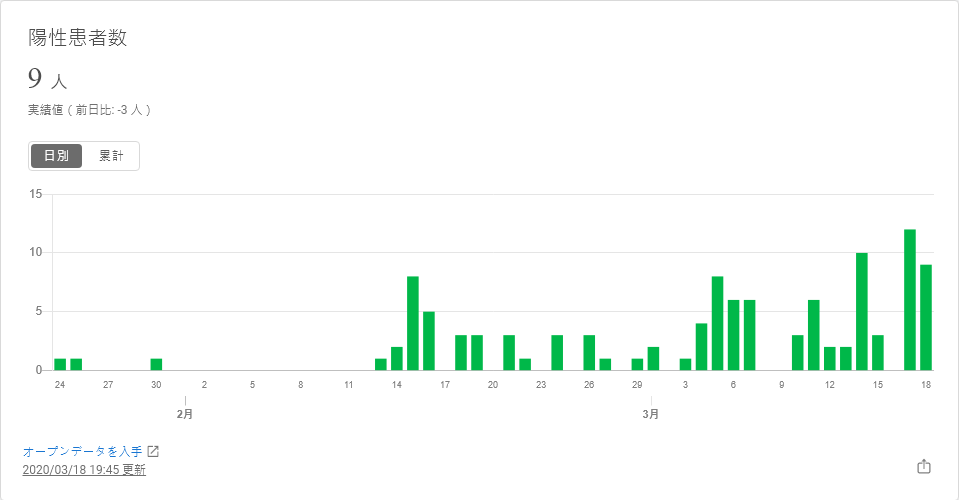 陽性患者数
9 人
実績値（前日比: -3 人）
日別 累計
15
10
5
0
24 27 30 2 5 8 11 14 17 20 23 26 29 3 6 9 12 15 18
2月 3月
オープンデータを入手
2020/03/18 19:45 更新